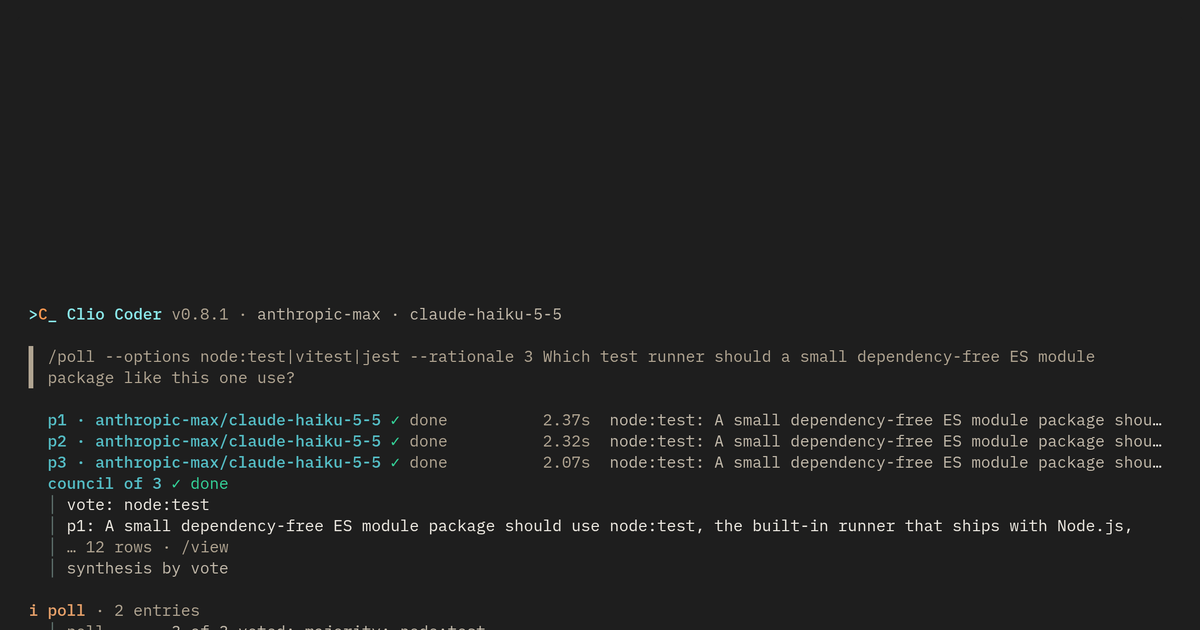 >C_ Clio Coder v0.8.1 · anthropic-max · claude-haiku-5-5
/poll --options node:test|vitest|jest --rationale 3 Which test runner should a small dependency-free ES module
package like this one use?
p1 · anthropic-max/claude-haiku-5-5 ✓ done 2.37s node:test: A small dependency-free ES module package shou…
p2 · anthropic-max/claude-haiku-5-5 ✓ done 2.32s node:test: A small dependency-free ES module package shou…
p3 · anthropic-max/claude-haiku-5-5 ✓ done 2.07s node:test: A small dependency-free ES module package shou…
council of 3 ✓ done
│ vote: node:test
│ p1: A small dependency-free ES module package should use node:test, the built-in runner that ships with Node.js,
│ … 12 rows · /view
│ synthesis by vote
i poll · 2 entries